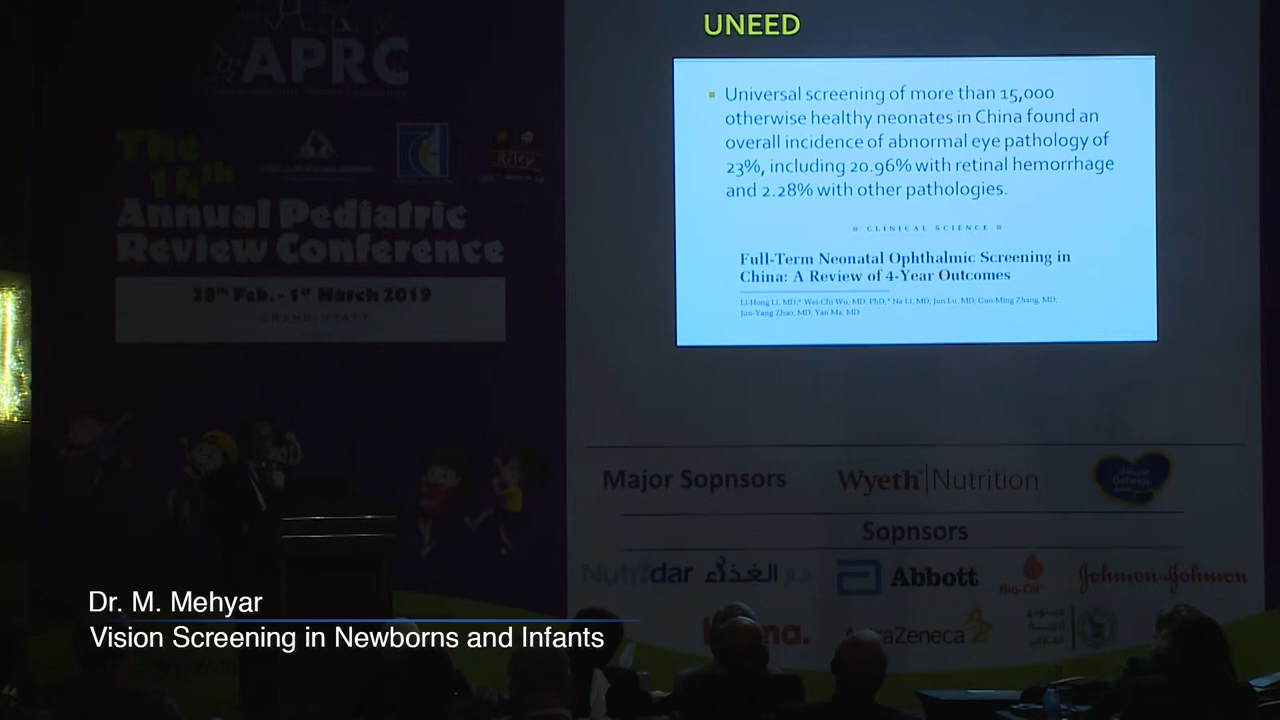 UNEED
Universal screening of more than 15,000
otherwise healthy neonates in China found an
overall incidence of abnormal eye pathology of
23%, including 20.96% with retinal hemorrhage
and 2.28% with other pathologies.
CLINICAL SCIENCE
Full-Term Neonatal Ophthalmic Screening in
China: A Review of 4-Year Outcomes
Li-Hong Li, MD,* Wei-Chi Wu, MD, PhD,* Na Li, MD; Jun Lu, MD; Guo-Ming Zhang, MD;
Jun-Yang Zhao, MD; Yan Ma, MD
APRC
The
14th
Annual Pediatric
Review Conference
28th Feb. - 1st March 2019
GRAND HYATT
Major Sopnsors
Wyeth Nutrition
Sopnsors
Nutridar دار الغذاء
Abbott
Bio-Oil
Johnson & Johnson
AstraZeneca
Dr. M. Mehyar
Vision Screening in Newborns and Infants